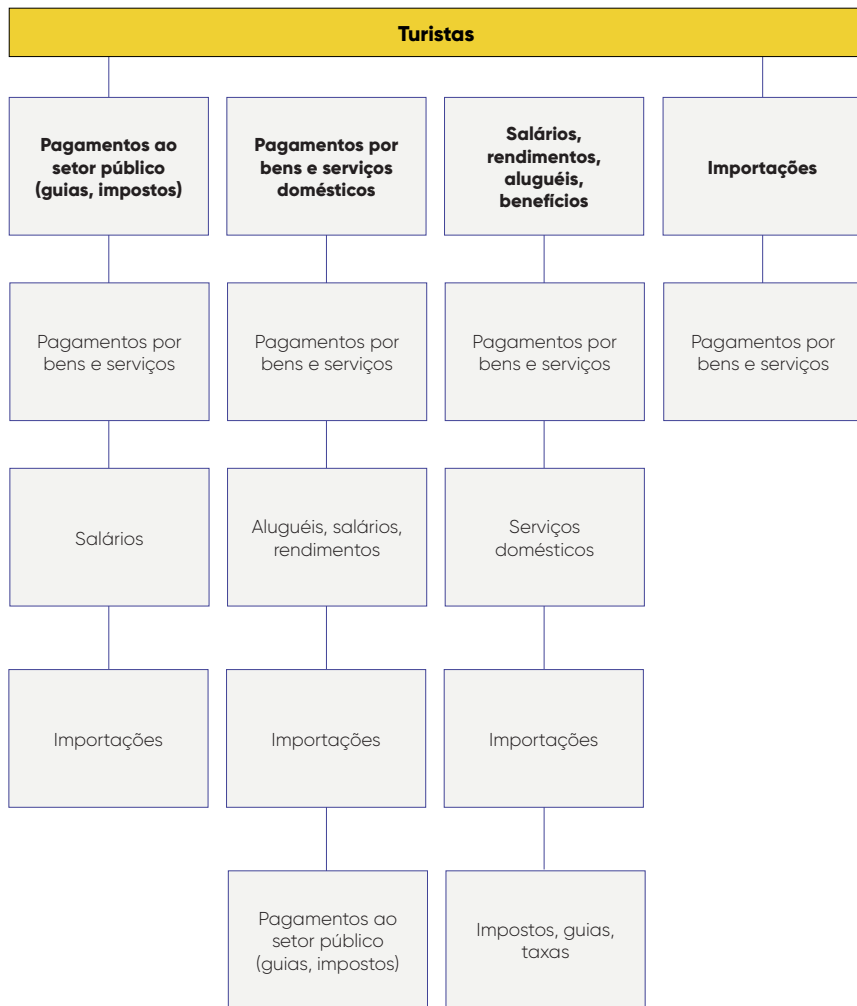 Turistas
Pagamentos ao
setor público
(guias, impostos)
Pagamentos por
bens e serviços
domésticos
Salários,
rendimentos,
aluguéis,
benefícios
Importações
Pagamentos por
bens e serviços
Pagamentos por
bens e serviços
Pagamentos por
bens e serviços
Pagamentos por
bens e serviços
Salários
Aluguéis, salários,
rendimentos
Serviços
domésticos
Importações
Importações
Importações
Pagamentos ao
setor público
(guias, impostos)
Impostos, guias,
taxas